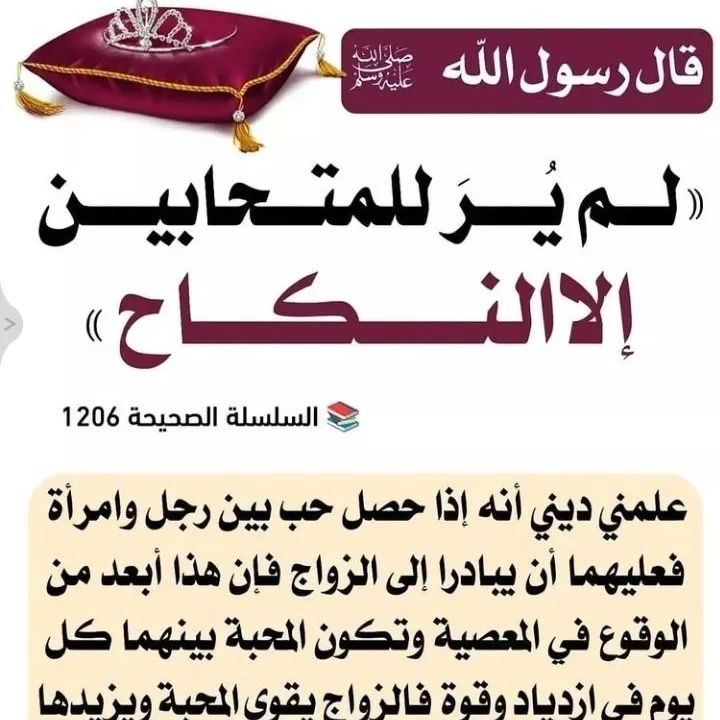 قال رسول الله صلى الله عليه وسلم
«لم يُرَ للمتحابين
إلا النكاح»
السلسلة الصحيحة 1206
علمني ديني أنه إذا حصل حب بين رجل وامرأة
فعليهما أن يبادرا إلى الزواج فإن هذا أبعد من
الوقوع في المعصية وتكون المحبة بينهما كل
يوم في ازدياد وقوة فالزواج يقوي المحبة ويزيدها